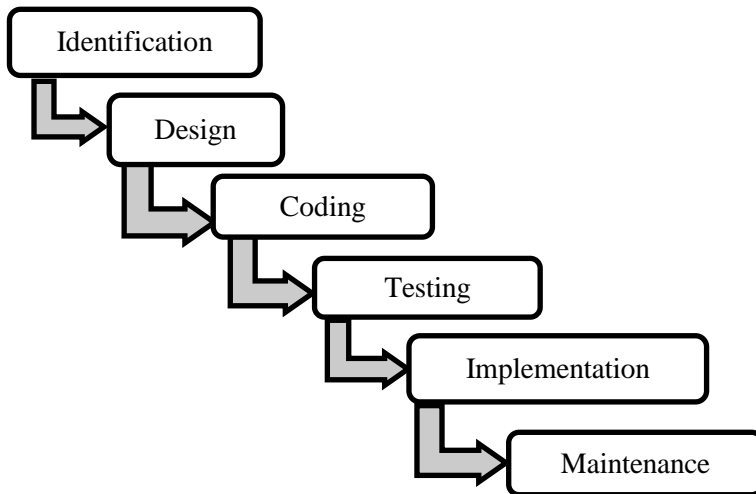 Identification
Design
Coding
Testing
Implementation
Maintenance